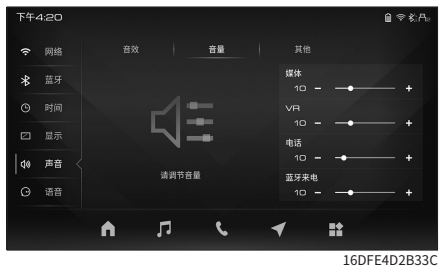 下午4:20
网络
蓝牙
时间
显示
声音
语音
音效
音量
其他
请调节音量
媒体
10 - +
VR
10 - +
电话
10 - +
蓝牙来电
10 - +
16DFE4D2B33C